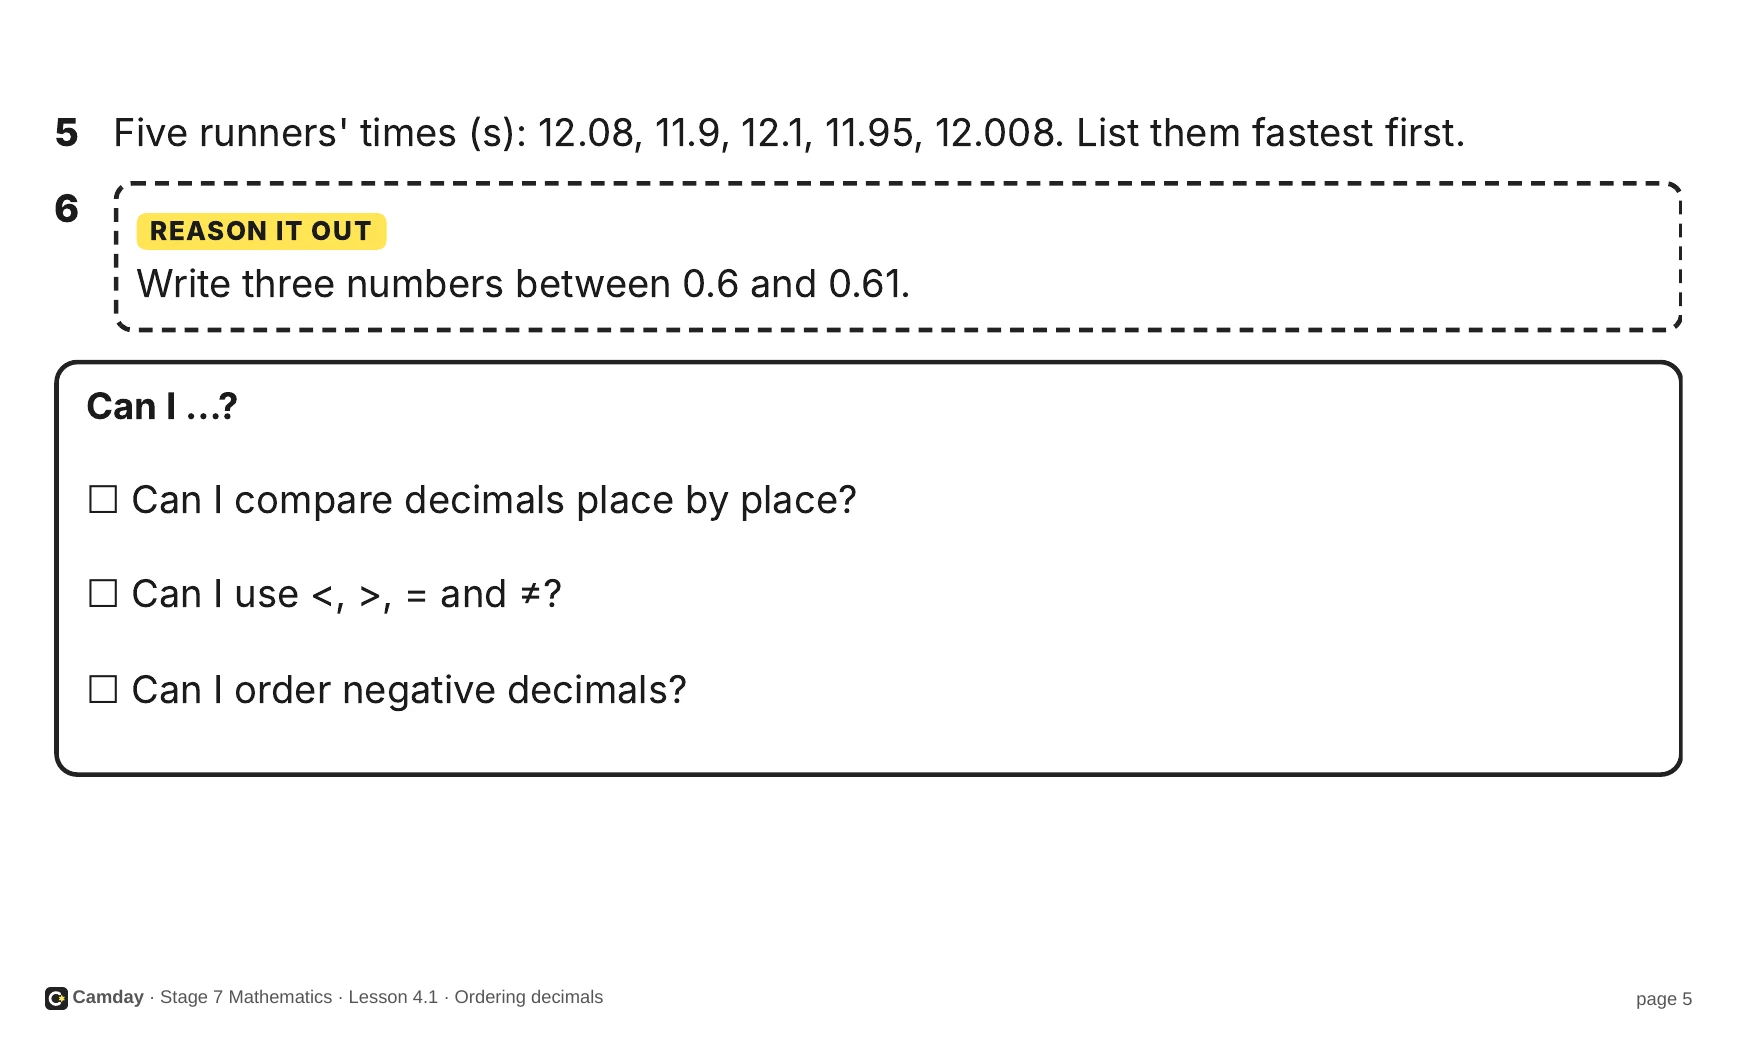 5 Five runners' times (s): 12.08, 11.9, 12.1, 11.95, 12.008. List them fastest first.
6
REASON IT OUT
Write three numbers between 0.6 and 0.61.
Can I …?
☐ Can I compare decimals place by place?
☐ Can I use <, >, = and ≠?
☐ Can I order negative decimals?
Camday · Stage 7 Mathematics · Lesson 4.1 · Ordering decimals
page 5